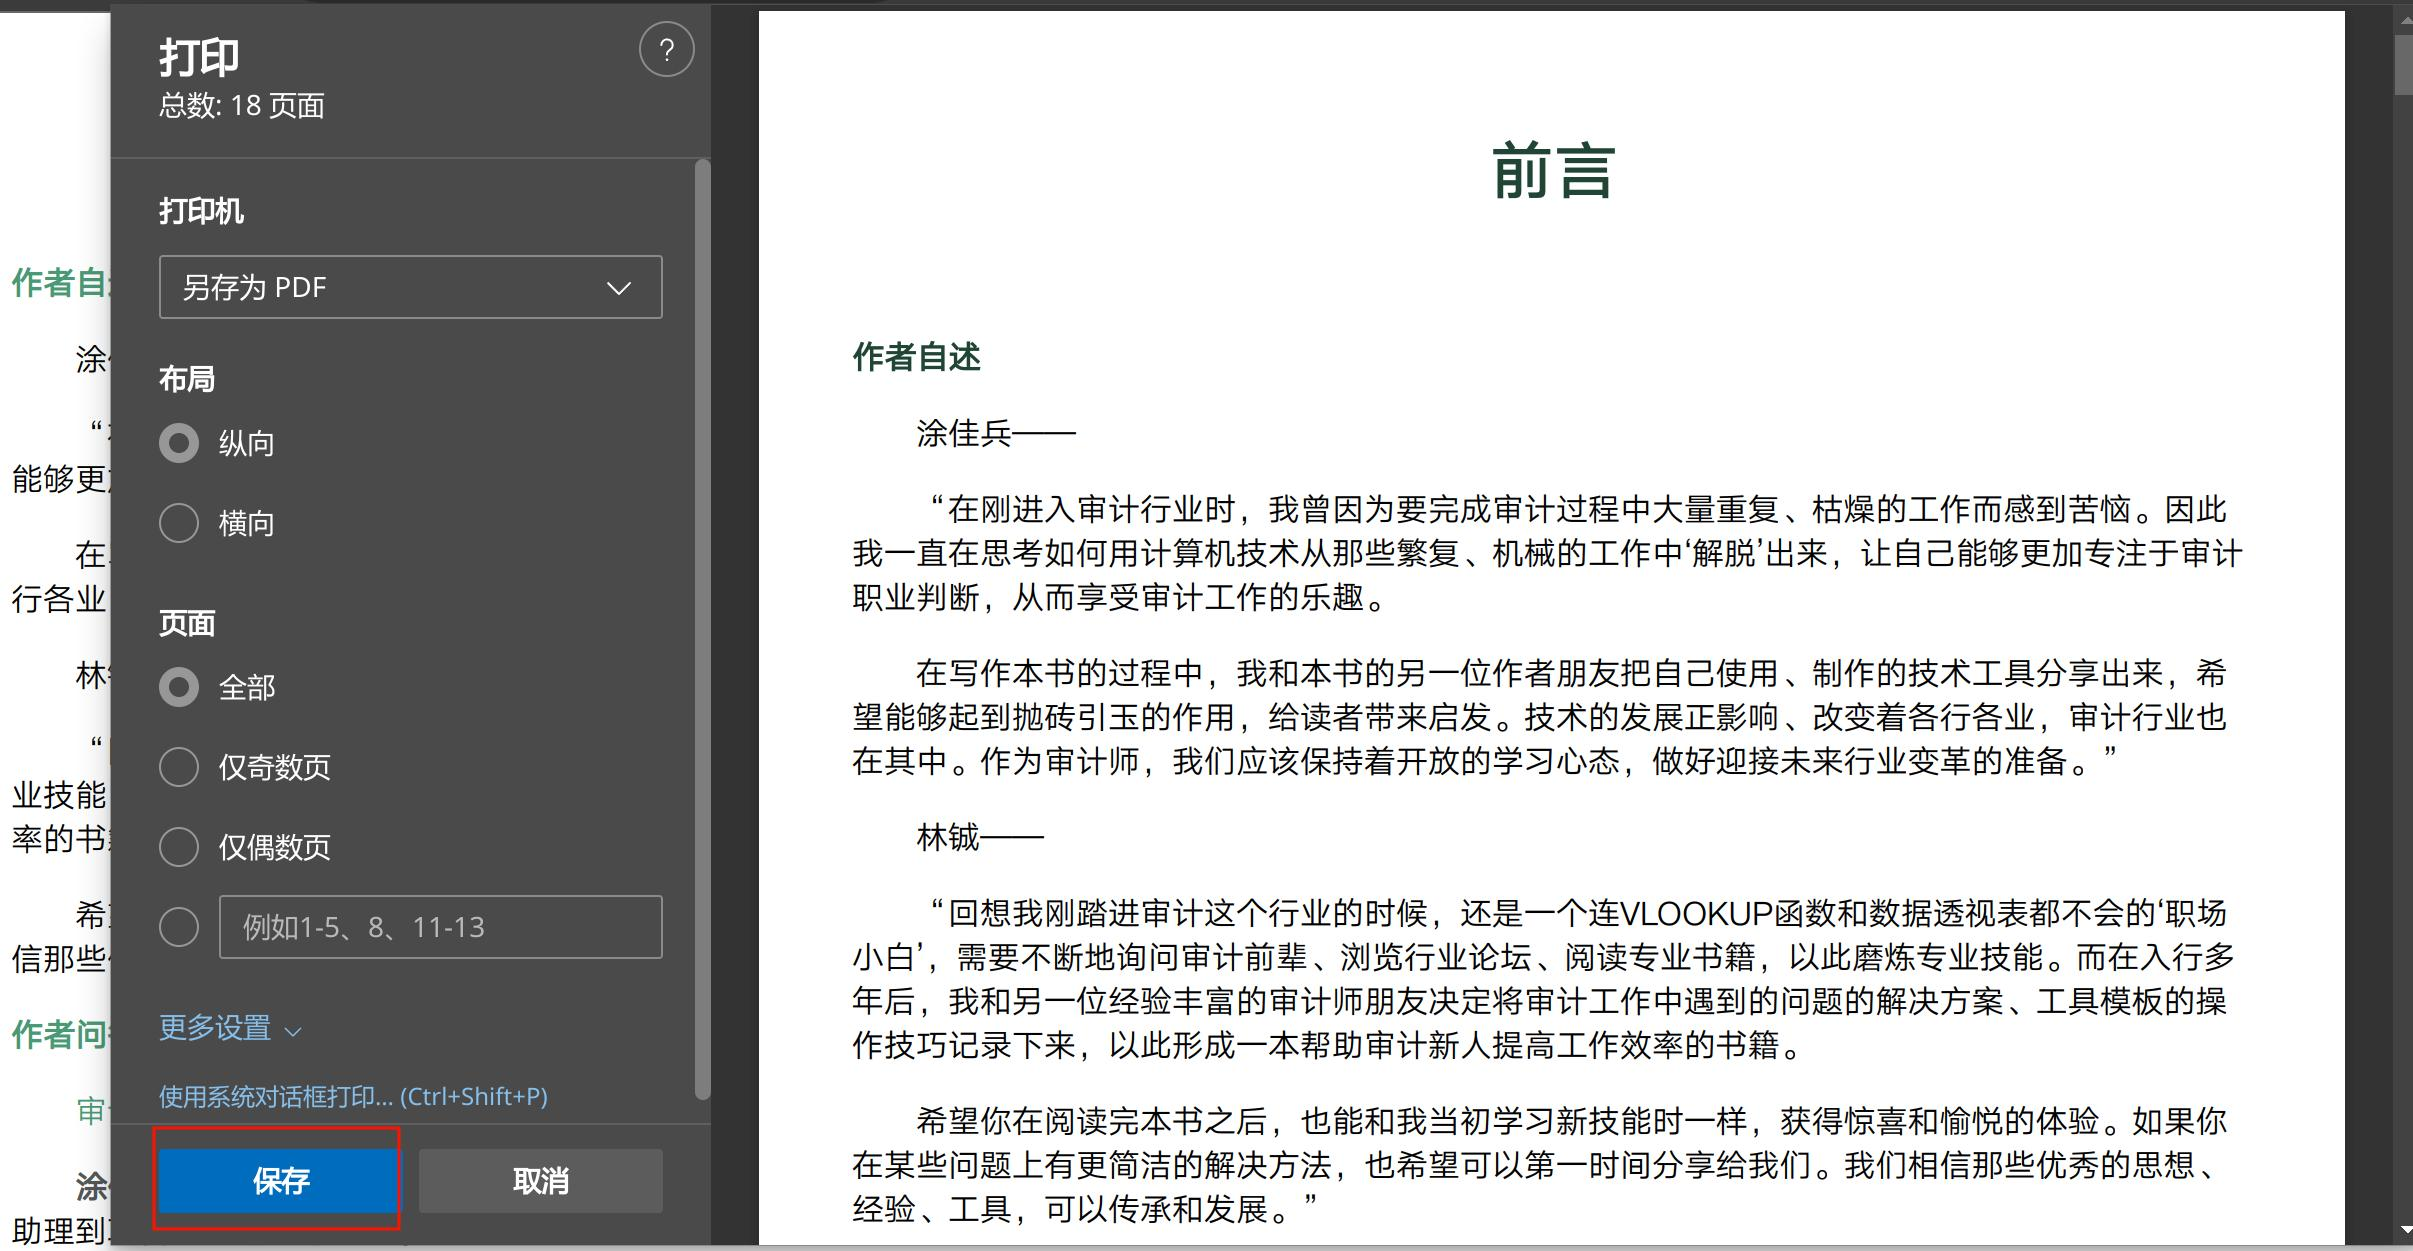 打印
?
总数: 18 页面
打印机
另存为 PDF
布局
纵向
横向
页面
全部
仅奇数页
仅偶数页
例如1-5、8、11-13
更多设置
使用系统对话框打印... (Ctrl+Shift+P)
保存
取消
作者自
涂
“
能够更
在
行各业
林
“
业技能
率的书
希
信那些
作者问
审
涂
助理到
前言
作者自述
涂佳兵——
“在刚进入审计行业时，我曾因为要完成审计过程中大量重复、枯燥的工作而感到苦恼。因此
我一直在思考如何用计算机技术从那些繁复、机械的工作中‘解脱’出来，让自己能够更加专注于审计
职业判断，从而享受审计工作的乐趣。
在写作本书的过程中，我和本书的另一位作者朋友把自己使用、制作的技术工具分享出来，希
望能够起到抛砖引玉的作用，给读者带来启发。技术的发展正影响、改变着各行各业，审计行业也
在其中。作为审计师，我们应该保持着开放的学习心态，做好迎接未来行业变革的准备。”
林铖——
“回想我刚踏进审计这个行业的时候，还是一个连VLOOKUP函数和数据透视表都不会的‘职场
小白’，需要不断地询问审计前辈、浏览行业论坛、阅读专业书籍，以此磨炼专业技能。而在入行多
年后，我和另一位经验丰富的审计师朋友决定将审计工作中遇到的问题的解决方案、工具模板的操
作技巧记录下来，以此形成一本帮助审计新人提高工作效率的书籍。
希望你在阅读完本书之后，也能和我当初学习新技能时一样，获得惊喜和愉悦的体验。如果你
在某些问题上有更简洁的解决方法，也希望可以第一时间分享给我们。我们相信那些优秀的思想、
经验、工具，可以传承和发展。”